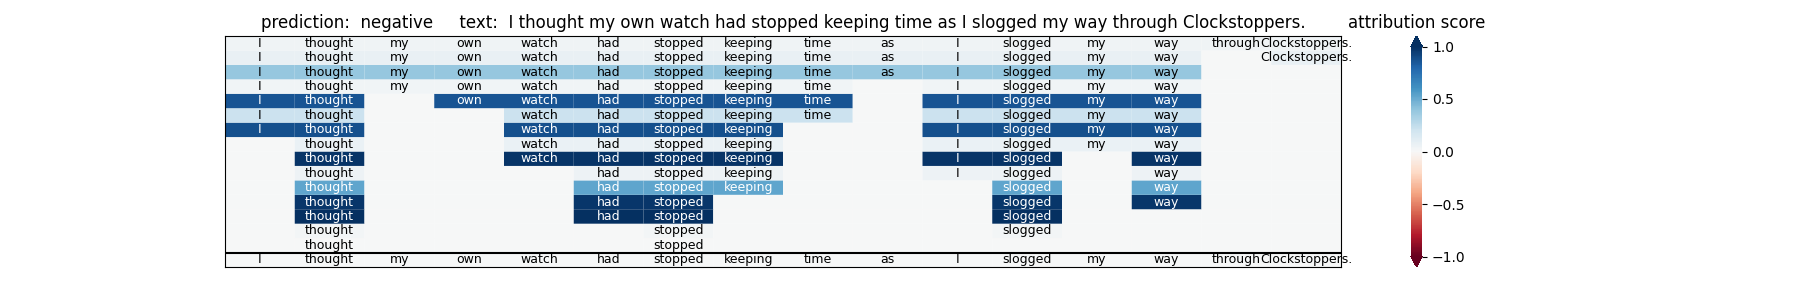 prediction:  negative     text:  I thought my own watch had stopped keeping time as I slogged my way through Clockstoppers.     attribution score
I thought my own watch had stopped keeping time as I slogged my way through Clockstoppers.
I thought my own watch had stopped keeping time as I slogged my way Clockstoppers.
I thought my own watch had stopped keeping time as I slogged my way
I thought my own watch had stopped keeping time I slogged my way
I thought own watch had stopped keeping time I slogged my way
I thought watch had stopped keeping time I slogged my way
I thought watch had stopped keeping I slogged my way
thought watch had stopped keeping I slogged my way
thought watch had stopped keeping I slogged way
thought had stopped keeping I slogged way
thought had stopped keeping slogged way
thought had stopped slogged way
thought had stopped slogged
thought stopped slogged
thought stopped
I thought my own watch had stopped keeping time as I slogged my way through Clockstoppers.
1.0
0.5
0.0
−0.5
−1.0